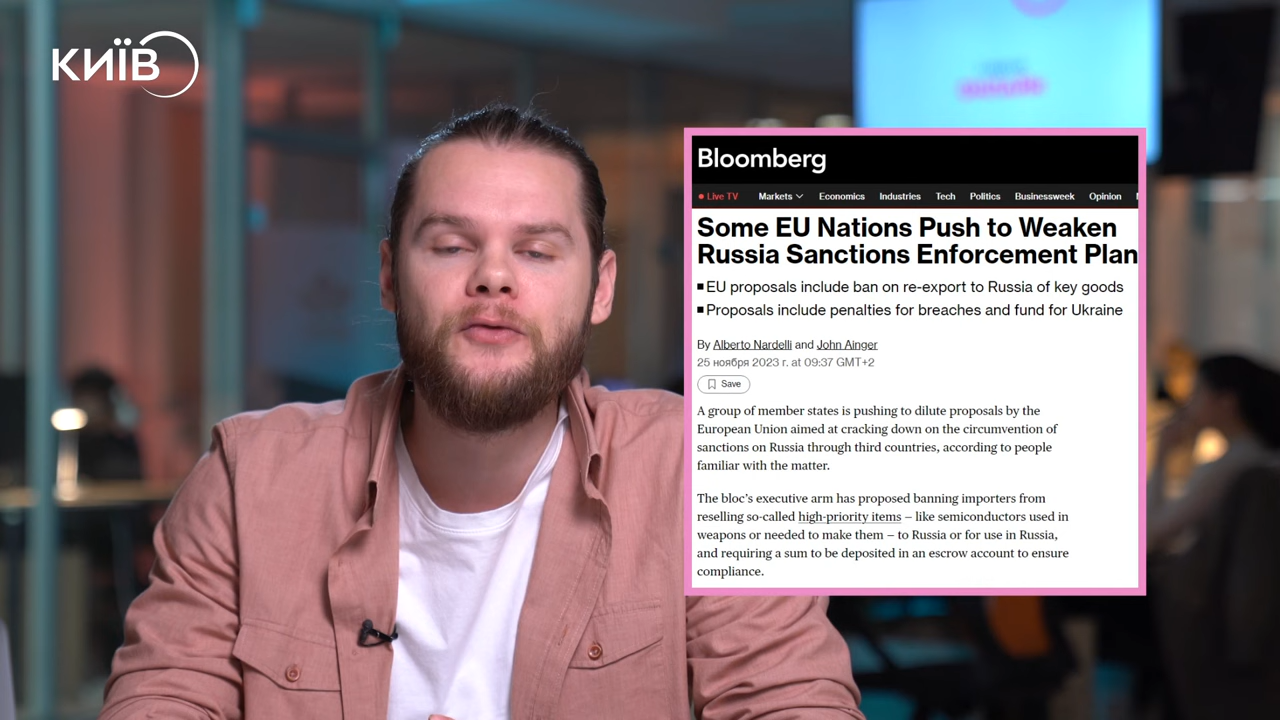 КИЇВ
Bloomberg
Live TV Markets Economics Industries Tech Politics Businessweek Opinion
Some EU Nations Push to Weaken
Russia Sanctions Enforcement Plan
EU proposals include ban on re-export to Russia of key goods
Proposals include penalties for breaches and fund for Ukraine
By Alberto Nardelli and John Ainger
25 ноября 2023 г. at 09:37 GMT+2
Save
A group of member states is pushing to dilute proposals by the
European Union aimed at cracking down on the circumvention of
sanctions on Russia through third countries, according to people
familiar with the matter.
The bloc's executive arm has proposed banning importers from
reselling so-called high-priority items – like semiconductors used in
weapons or needed to make them – to Russia or for use in Russia,
and requiring a sum to be deposited in an escrow account to ensure
compliance.